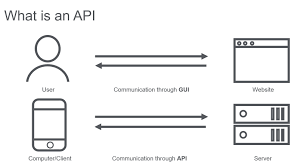 What is an API
User
Communication through GUI
Website
Computer/Client
Communication through API
Server